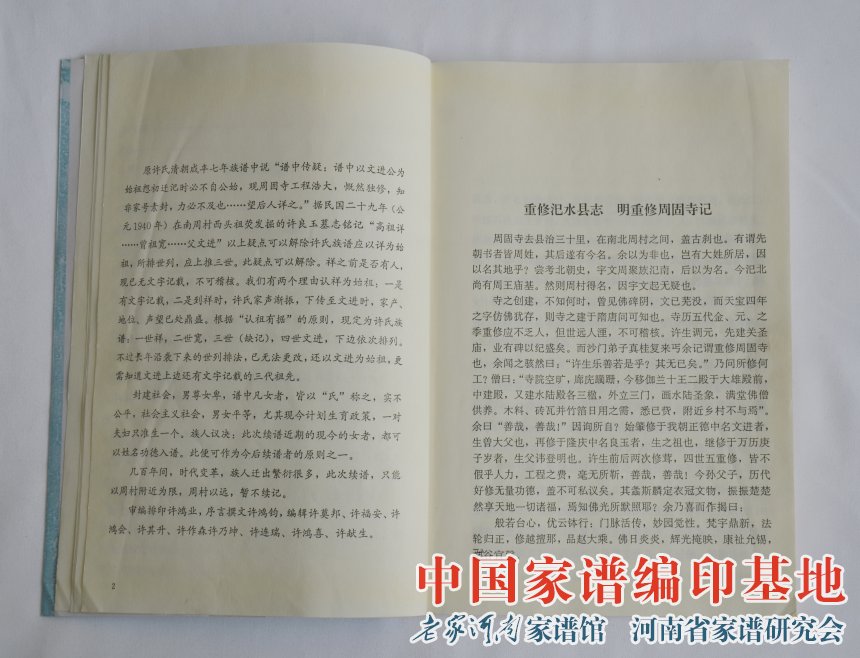 原许氏清朝咸辛七年族谱中说“谱中传疑：谱中以文进公为
始祖恐初迁记时必不自公始，现周固寺工程浩大，慨然独修，知
非家号素封，力必不及也……望后人详之。”据民国二十九年（公
元1940年）在南周村西头祖茔发掘的许良玉墓志铭记“高祖详
……曾祖宽……父文进”以上疑点可以解除许氏族谱应以祥为始
祖，所排世列，应上推三世。此疑点可以解除。祥之前是否有人，
现已无文字记载，不可稽核。我们有两个理由认祥为始祖：一是
有文字记载，二是到祥时，许氏家声渐振，下传至文进时，家产、
地位、声望已处鼎盛。根据“认祖有据”的原则，现定为许氏族
谱：一世祥，二世宽，三世（缺记），四世文进，下边依次排列。
不过长年沿袭下来的世列排法，已无法更改，还以文进为始祖，更
需知道文进上边还有文字记载的三代先祖。
封建社会，男尊女卑，谱中凡女者，皆以“氏”称之，实不
公平，社会主义社会，男女平等，尤其现今计划生育政策，一对
夫妇只准生一个。族人议决：此次续谱近期的现今的女者，都可
以姓名功德入谱。此便可作为今后续谱者的原则之一。
几百年间，时代变革，族人迁出繁衍很多，此次续谱，只能
以周村附近为限，周村以远，暂不续记。
审编排印许鸿业，序言撰文许鸿钧，编辑许莫邦、许福安、许
鸿会、许其升、许作森许乃坤、许连瑞、许鸿喜、许献生。
2
重修汜水县志　明重修周固寺记
周固寺去县治三十里，在南北周村之间，盖古刹也。有谓先
朝书者皆周姓，其后遂有今名。余以为非也，岂有大姓所居，因
以名其地乎？尝考北朝史，宇文周聚族汜南，后以为名。今汜北
尚有周王庙基。然则周村得名，因宇文起无疑也。
寺之创建，不知何时，曾见佛碑阴，文已芜没，而天宝四年
之字仿佛犹存，则寺之建于隋唐间可知也。寺历五代金、元、之
季重修应不乏人，但世远人湮，不可稽核。许生调元，先建关圣
庙，业有碑以纪盛矣。而沙门弟子真桂复来丐余记谓重修周固寺
也，余闻之骇然曰：“许生乐善若是乎？其无已矣。”乃问所修何
工？僧曰：“寺院空旷，廊庑蹒珊，今移伽兰十王二殿于大雄殿前，
中建殿，又建水陆殿各三楹，外立三门，画水陆圣象，满堂佛僧
供养。木料、砖瓦并竹箔日用之需，悉已赀，附近乡村不与焉”。
余曰“善哉，善哉！”因询所自？始肇修于我朝正德中名文进者，
生曾大父也，再修于隆庆中名良玉者，生之祖也，继修于万历庚
子岁者，生父讳登明也。许生前后两次修葺，四世五重修，皆不
假乎人力，工程之费，毫无所靳，善哉，善哉！今孙父子，历代
好修无量功德，盖不可私议矣。其螽斯麟定衣冠文物，振振楚楚
然享天地一切诸福，焉知佛光所默照耶？余乃喜而作揭曰：
般若台心，优云钵行；门脉活传，妙园觉性。梵宇鼎新，法
轮归正，修越擅那，品赵大乘。佛日炎炎，辉光掩映，康祉允锡，
中国家谱编印基地
老家河南家谱馆　河南省家谱研究会